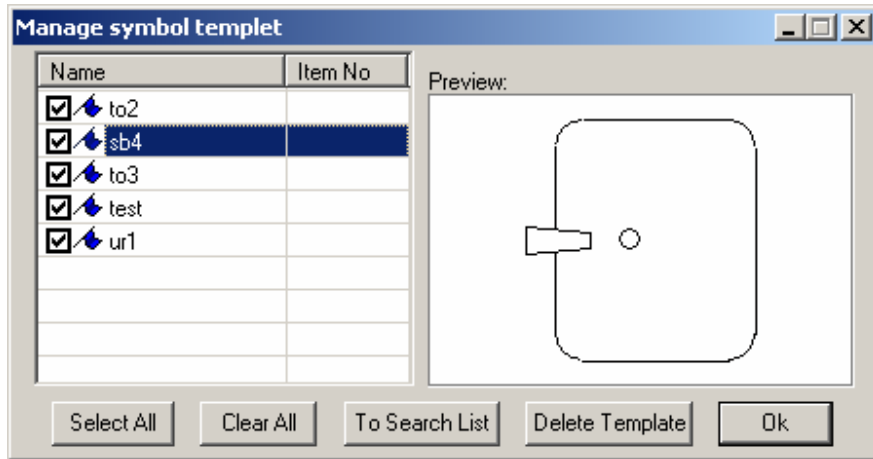 Manage symbol templet
Name Item No
Preview:
to2
sb4
to3
test
ur1
Select All Clear All To Search List Delete Template Ok